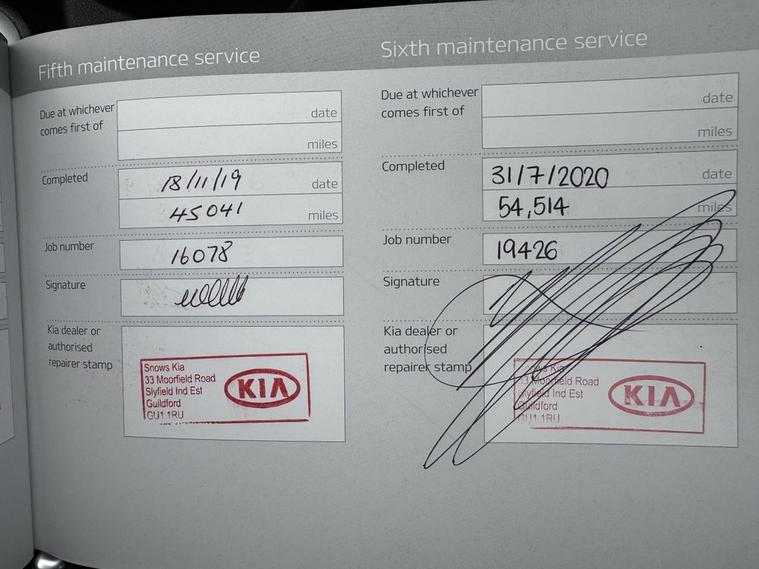 Fifth maintenance service
Due at whichever
comes first of
date
miles
Completed
18/11/19 date
45041 miles
Job number
16078
Signature
Kia dealer or
authorised
repairer stamp
Snows Kia
33 Moorfield Road
Slyfield Ind Est
Guildford
GU1 1RU
KIA
Sixth maintenance service
Due at whichever
comes first of
date
miles
Completed
31/7/2020 date
54,514 miles
Job number
19426
Signature
Kia dealer or
authorised
repairer stamp
Snows Kia
33 Moorfield Road
Slyfield Ind Est
Guildford
GU1 1RU
KIA